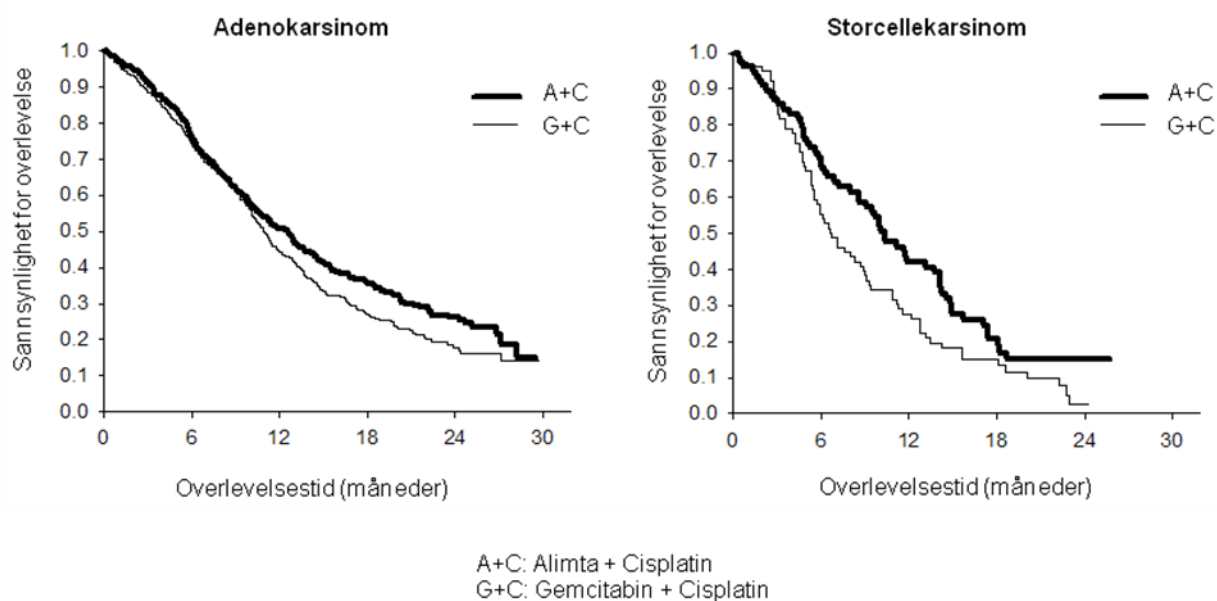 Adenokarsinom
Sannsynlighet for overlevelse
1.0
0.9
0.8
0.7
0.6
0.5
0.4
0.3
0.2
0.1
0.0
A+C
G+C
0 6 12 18 24 30
Overlevelsestid (måneder)
Storcellekarsinom
Sannsynlighet for overlevelse
1.0
0.9
0.8
0.7
0.6
0.5
0.4
0.3
0.2
0.1
0.0
A+C
G+C
0 6 12 18 24 30
Overlevelsestid (måneder)
A+C: Alimta + Cisplatin
G+C: Gemcitabin + Cisplatin